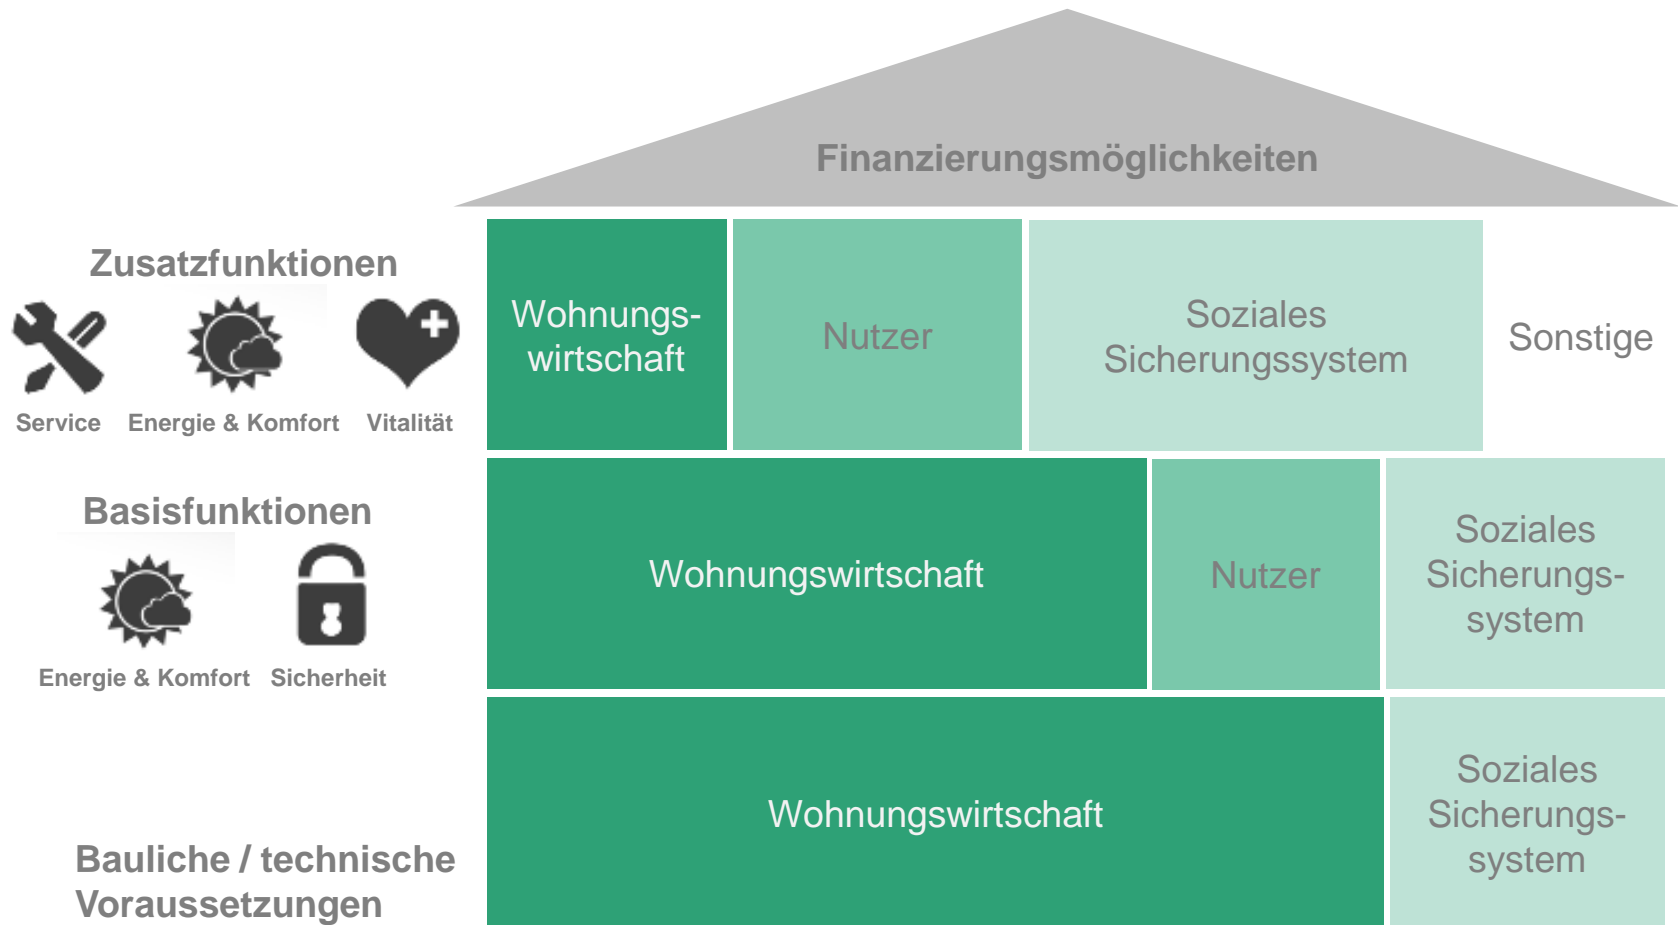 Finanzierungsmöglichkeiten
Zusatzfunktionen
Service
Energie & Komfort
Vitalität
Wohnungs-
wirtschaft
Nutzer
Soziales
Sicherungssystem
Sonstige
Basisfunktionen
Energie & Komfort
Sicherheit
Wohnungswirtschaft
Nutzer
Soziales
Sicherungs-
system
Bauliche / technische
Voraussetzungen
Wohnungswirtschaft
Soziales
Sicherungs-
system